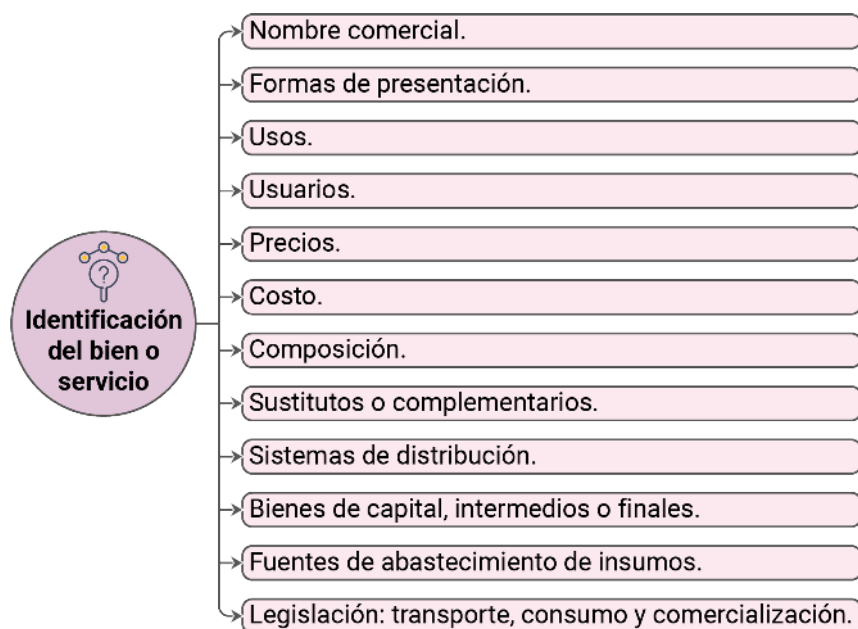 Nombre comercial.
Formas de presentación.
Usos.
Usuarios.
Precios.
Costo.
Identificación
del bien o
servicio
Composición.
Sustitutos o complementarios.
Sistemas de distribución.
Bienes de capital, intermedios o finales.
Fuentes de abastecimiento de insumos.
Legislación: transporte, consumo y comercialización.